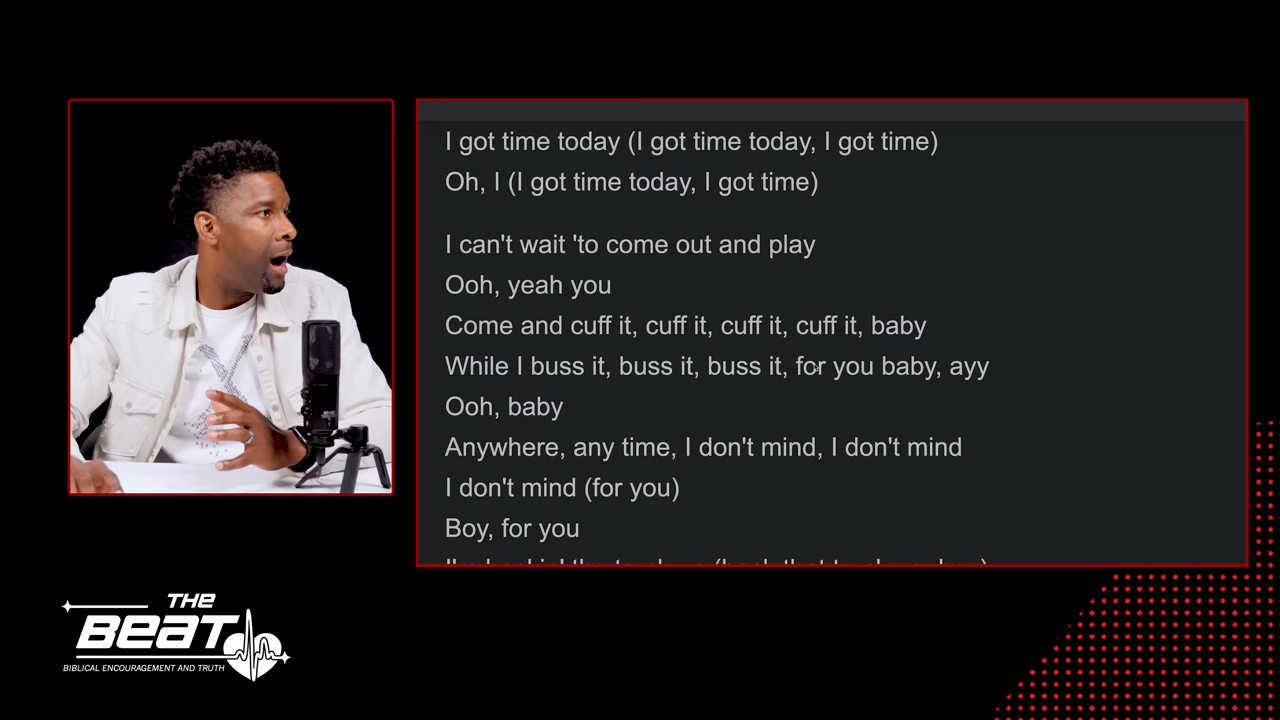 I got time today (I got time today, I got time)
Oh, I (I got time today, I got time)
I can't wait 'to come out and play
Ooh, yeah you
Come and cuff it, cuff it, cuff it, cuff it, baby
While I buss it, buss it, buss it, for you baby, ayy
Ooh, baby
Anywhere, any time, I don't mind, I don't mind
I don't mind (for you)
Boy, for you
THE
BEAT
BIBLICAL ENCOURAGEMENT AND TRUTH